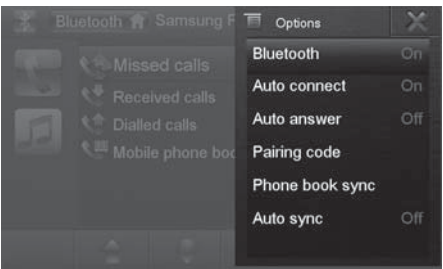 Bluetooth Samsung
Missed calls
Received calls
Dialled calls
Mobile phone boo
Options
Bluetooth On
Auto connect On
Auto answer Off
Pairing code
Phone book sync
Auto sync Off